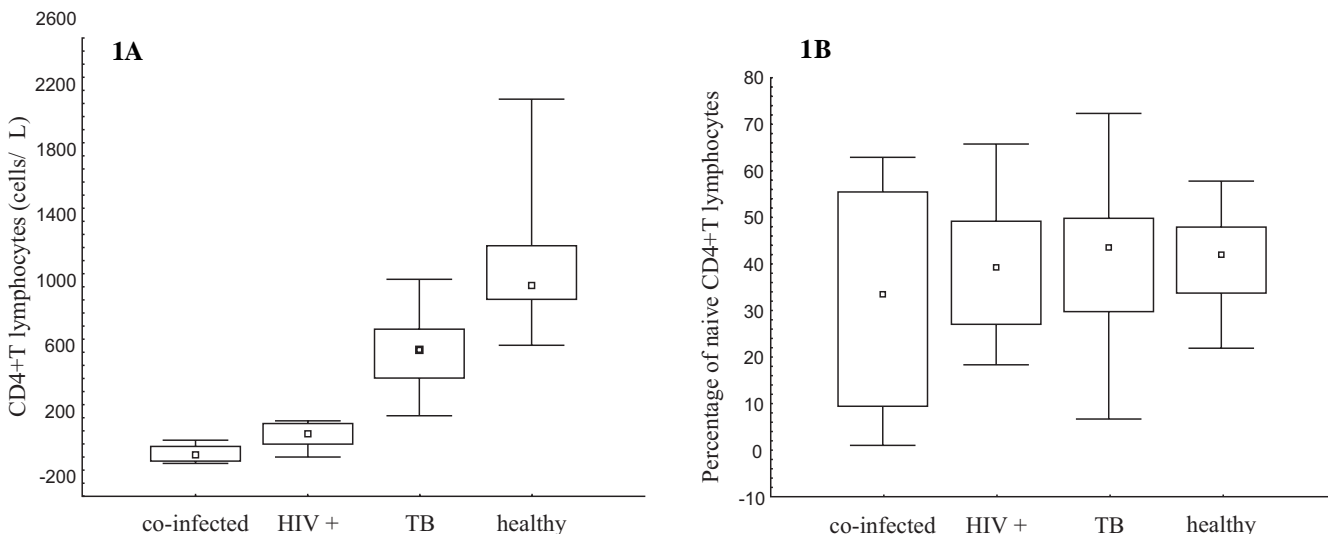 1A
CD4+T lymphocytes (cells/ L)
2600
2200
1800
1400
1000
600
200
-200
co-infected
HIV +
TB
healthy
1B
Percentage of naive CD4+T lymphocytes
80
70
60
50
40
30
20
10
0
-10
co-infected
HIV +
TB
healthy